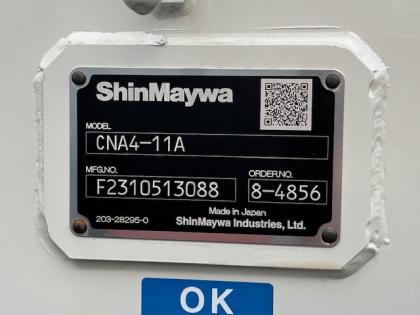 ShinMaywa
MODEL
CNA4-11A
MFG.NO. ORDER.NO.
F2310513088 8-4856
Made in Japan
203-28295-0 ShinMaywa Industries, Ltd.
OK